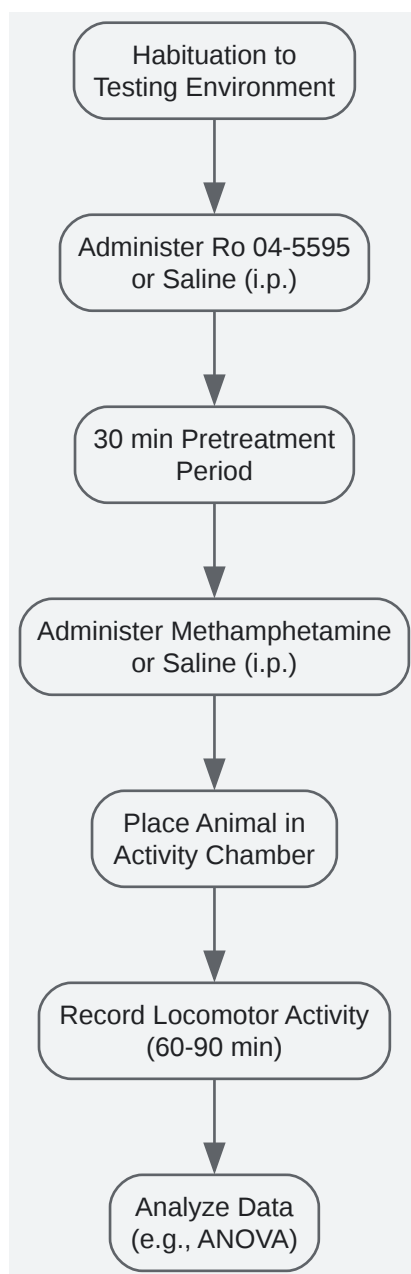 Habituation to
Testing Environment
Administer Ro 04-5595
or Saline (i.p.)
30 min Pretreatment
Period
Administer Methamphetamine
or Saline (i.p.)
Place Animal in
Activity Chamber
Record Locomotor Activity
(60-90 min)
Analyze Data
(e.g., ANOVA)